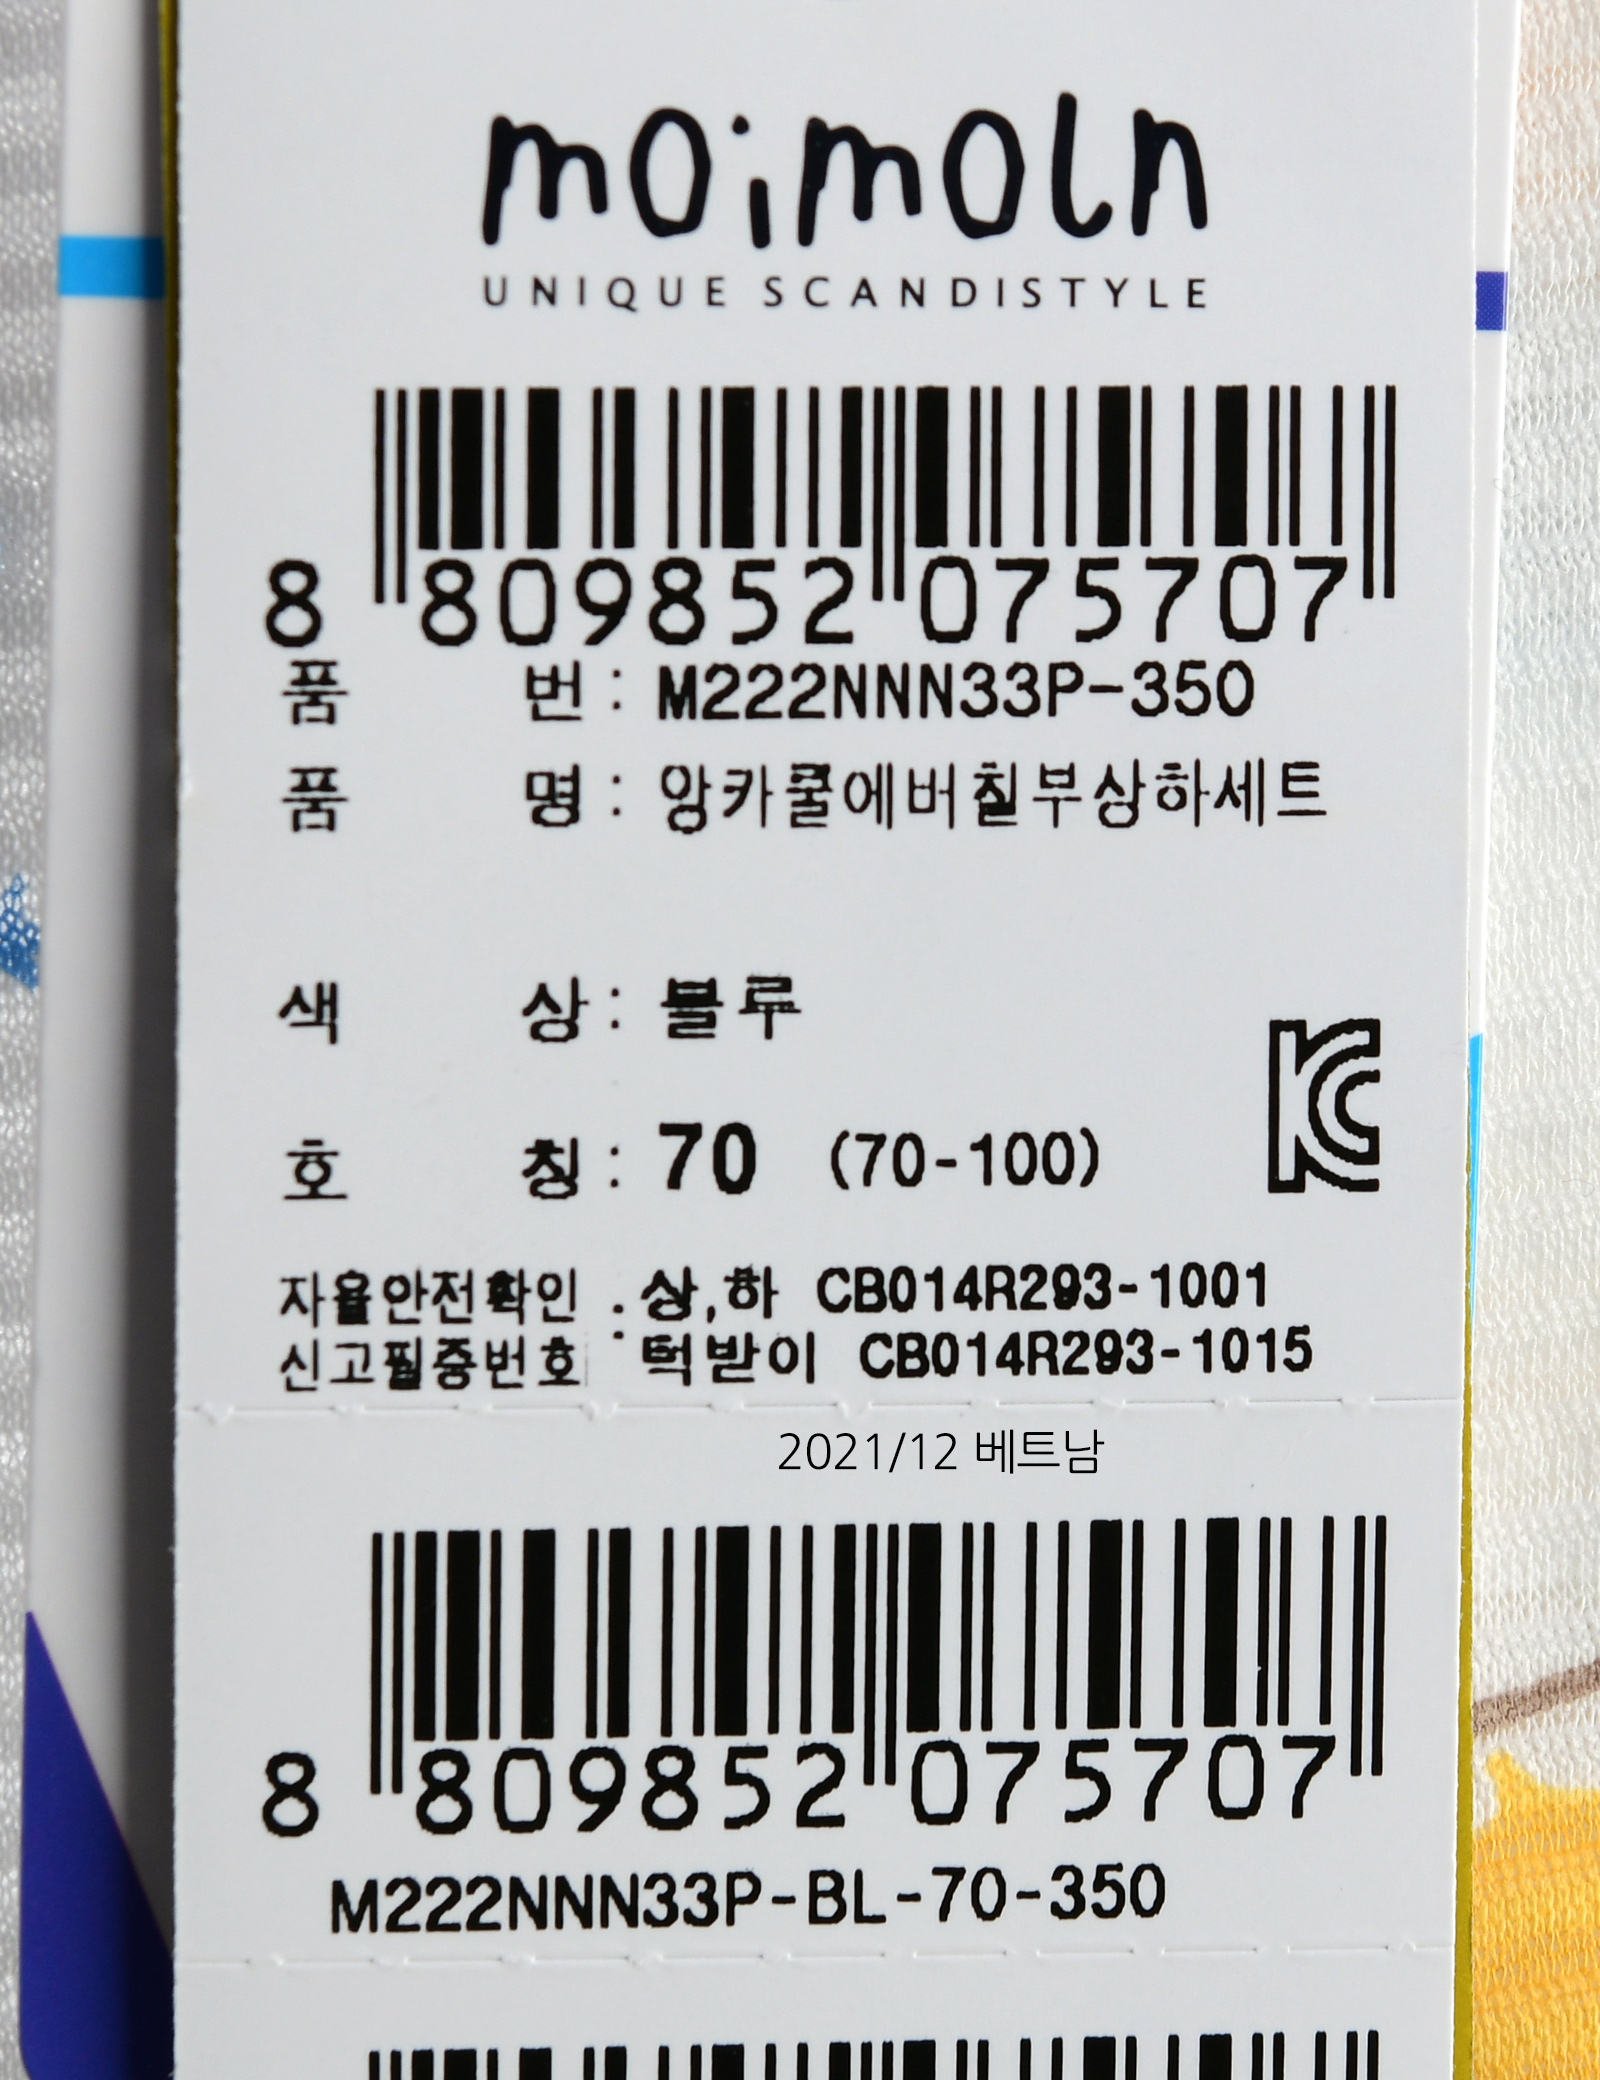 moimoln
UNIQUE SCANDISTYLE
8 809852 075707
품 번 : M222NNN33P-350
품 명 : 앙카쿨에버칠부상하세트
색 상 : 블루
호 칭 : 70 (70-100)
자율안전확인 : 상,하 CB014R293-1001
신고필증번호 턱받이 CB014R293-1015
2021/12 베트남
8 809852 075707
M222NNN33P-BL-70-350